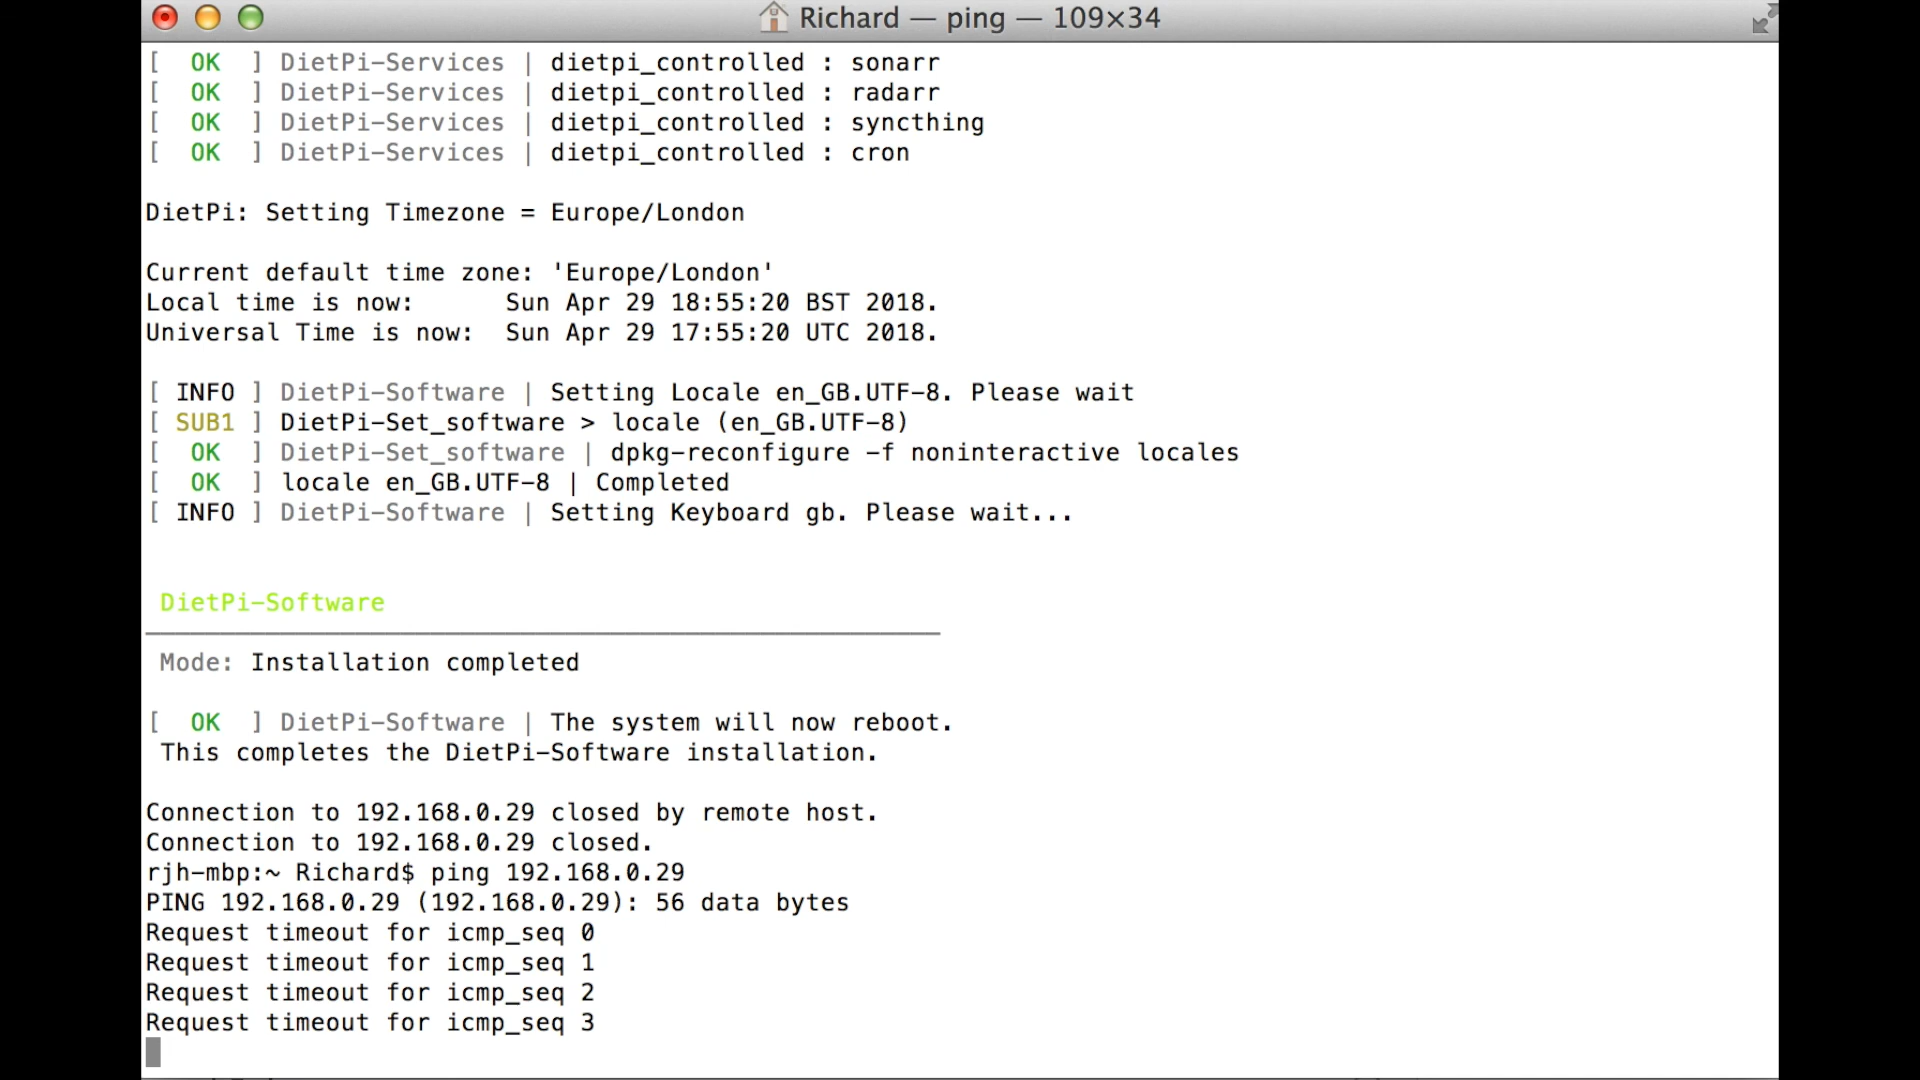 Richard — ping — 109×34
[  OK  ] DietPi-Services | dietpi_controlled : sonarr
[  OK  ] DietPi-Services | dietpi_controlled : radarr
[  OK  ] DietPi-Services | dietpi_controlled : syncthing
[  OK  ] DietPi-Services | dietpi_controlled : cron
DietPi: Setting Timezone = Europe/London
Current default time zone: 'Europe/London'
Local time is now:      Sun Apr 29 18:55:20 BST 2018.
Universal Time is now:  Sun Apr 29 17:55:20 UTC 2018.
[ INFO ] DietPi-Software | Setting Locale en_GB.UTF-8. Please wait
[ SUB1 ] DietPi-Set_software > locale (en_GB.UTF-8)
[  OK  ] DietPi-Set_software | dpkg-reconfigure -f noninteractive locales
[  OK  ] locale en_GB.UTF-8 | Completed
[ INFO ] DietPi-Software | Setting Keyboard gb. Please wait...
DietPi-Software
Mode: Installation completed
[  OK  ] DietPi-Software | The system will now reboot.
This completes the DietPi-Software installation.
Connection to 192.168.0.29 closed by remote host.
Connection to 192.168.0.29 closed.
rjh-mbp:~ Richard$ ping 192.168.0.29
PING 192.168.0.29 (192.168.0.29): 56 data bytes
Request timeout for icmp_seq 0
Request timeout for icmp_seq 1
Request timeout for icmp_seq 2
Request timeout for icmp_seq 3